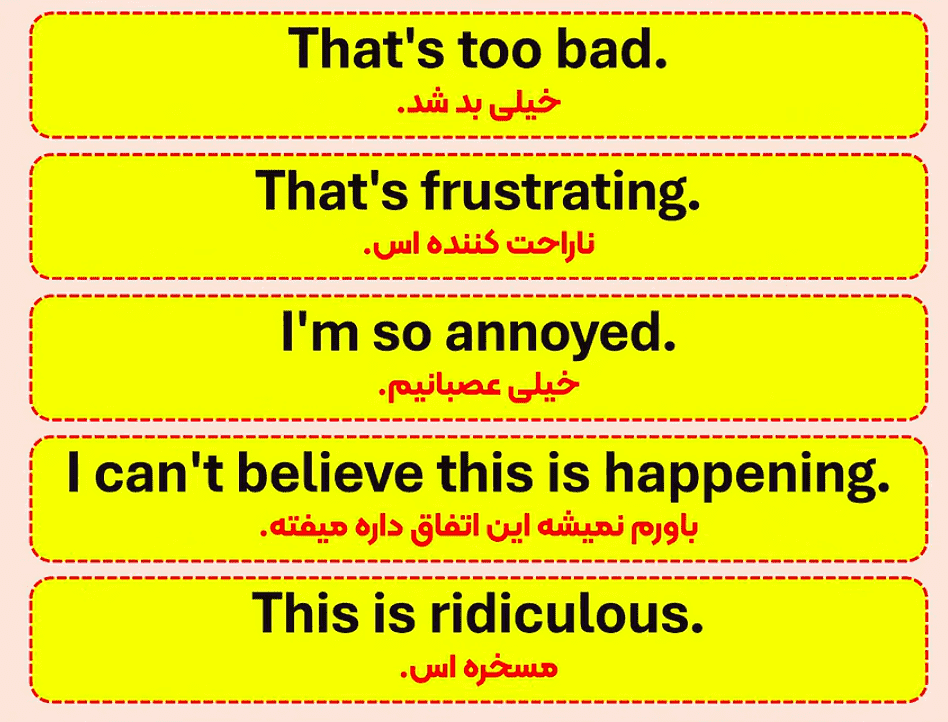 That's too bad.
خیلی بد شد.
That's frustrating.
ناراحت کننده اس.
I'm so annoyed.
خیلی عصبانیم.
I can't believe this is happening.
باورم نمیشه این اتفاق داره میفته.
This is ridiculous.
مسخره اس.